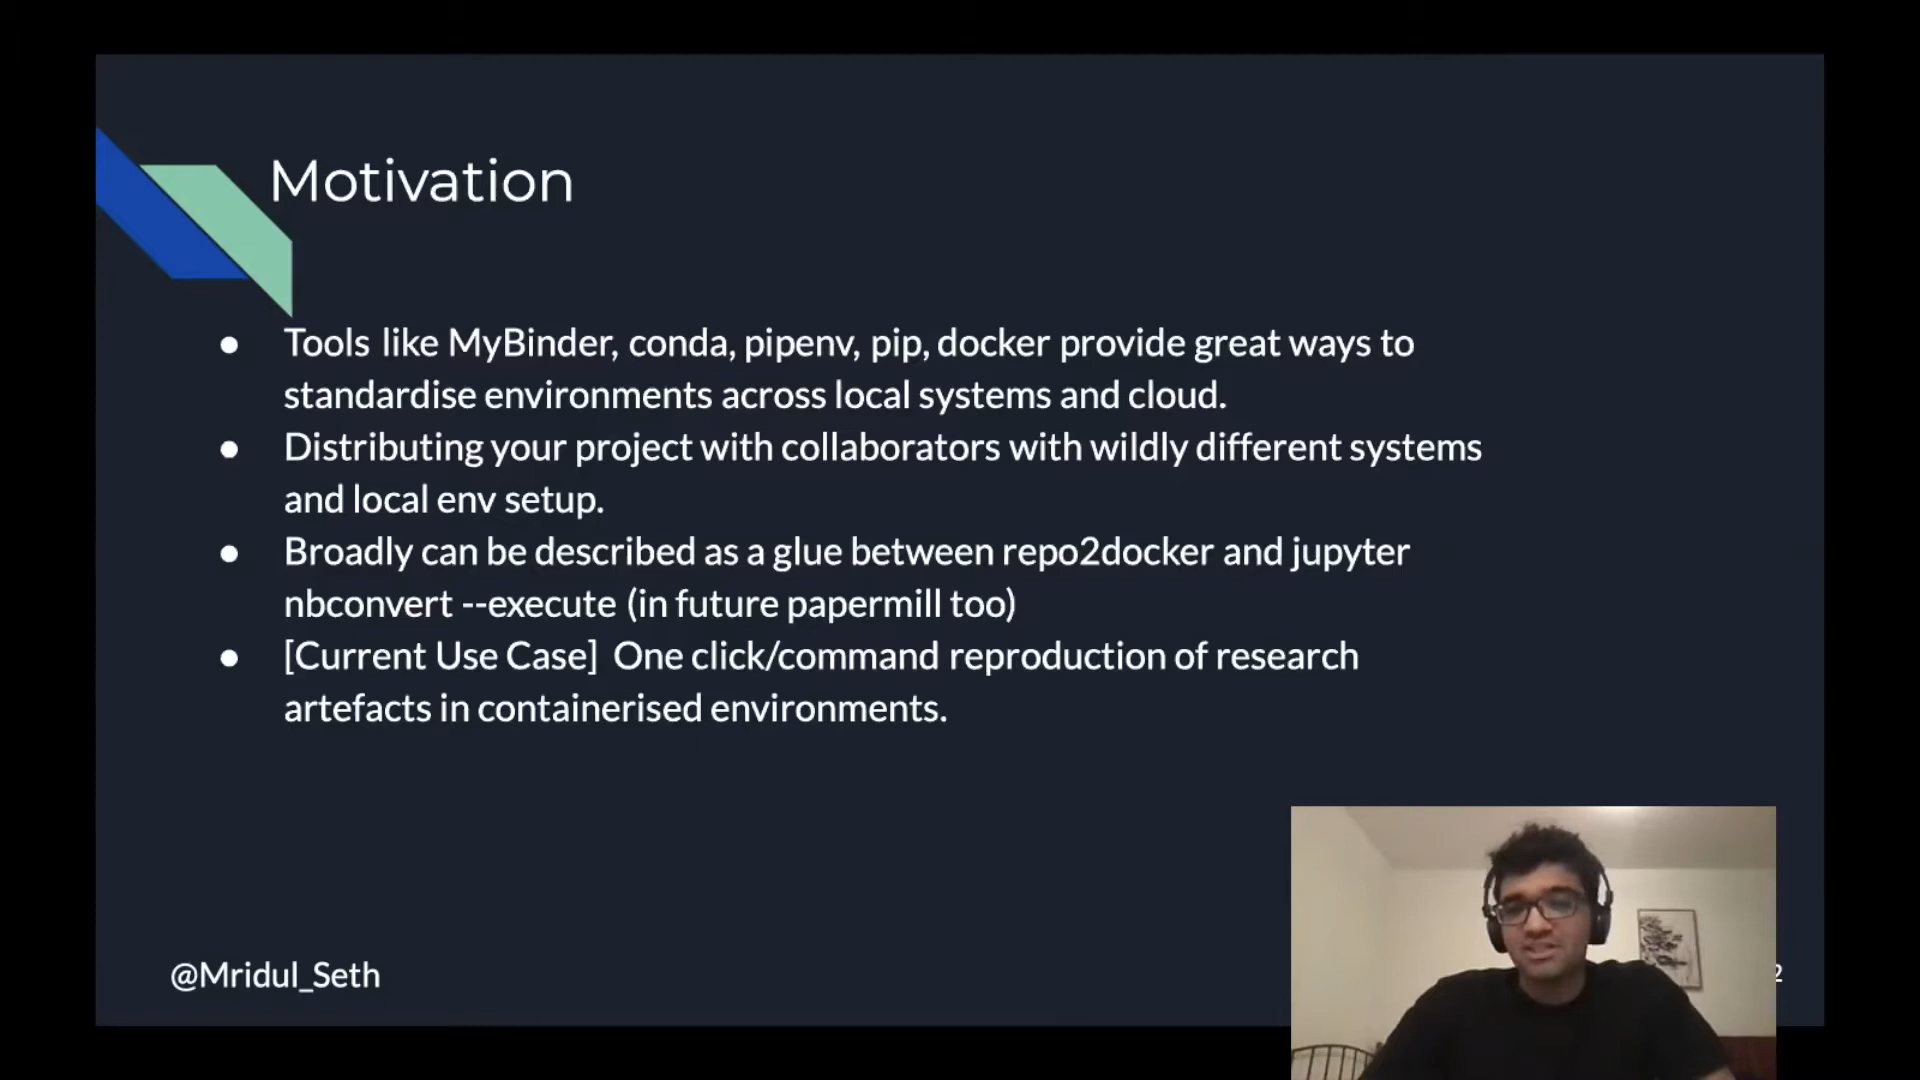 Motivation
● Tools like MyBinder, conda, pipenv, pip, docker provide great ways to
standardise environments across local systems and cloud.
● Distributing your project with collaborators with wildly different systems
and local env setup.
● Broadly can be described as a glue between repo2docker and jupyter
nbconvert --execute (in future papermill too)
● [Current Use Case] One click/command reproduction of research
artefacts in containerised environments.
@Mridul_Seth
2